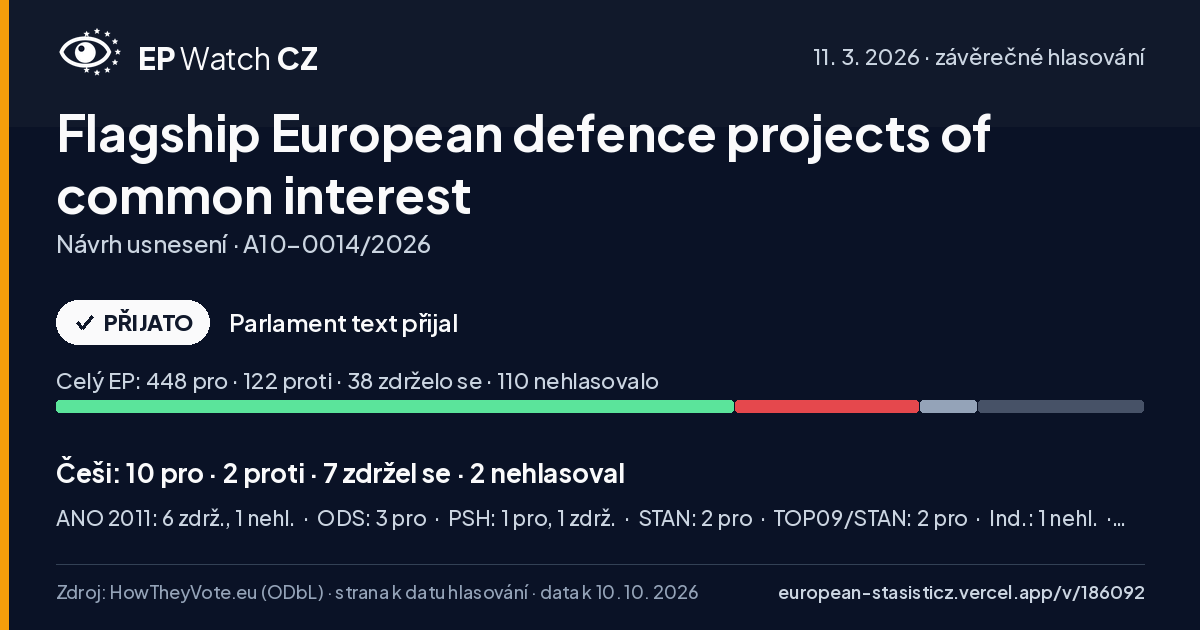 EP Watch CZ
11. 3. 2026 · závěrečné hlasování
Flagship European defence projects of
common interest
Návrh usnesení · A10-0014/2026
✓ PŘIJATO
Parlament text přijal
Celý EP: 448 pro · 122 proti · 38 zdrželo se · 110 nehlasovalo
Češi: 10 pro · 2 proti · 7 zdržel se · 2 nehlasoval
ANO 2011: 6 zdrž., 1 nehl. · ODS: 3 pro · PSH: 1 pro, 1 zdrž. · STAN: 2 pro · TOP09/STAN: 2 pro · Ind.: 1 nehl. ·…
Zdroj: HowTheyVote.eu (ODbL) · strana k datu hlasování · data k 10. 10. 2026
european-stasisticz.vercel.app/v/186092